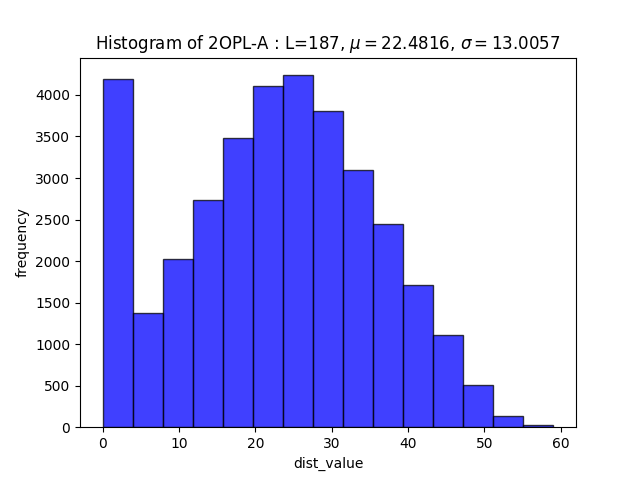 Histogram of 2OPL-A : L=187, μ = 22.4816, σ = 13.0057
frequency
4000
3500
3000
2500
2000
1500
1000
500
0
0 10 20 30 40 50 60
dist_value